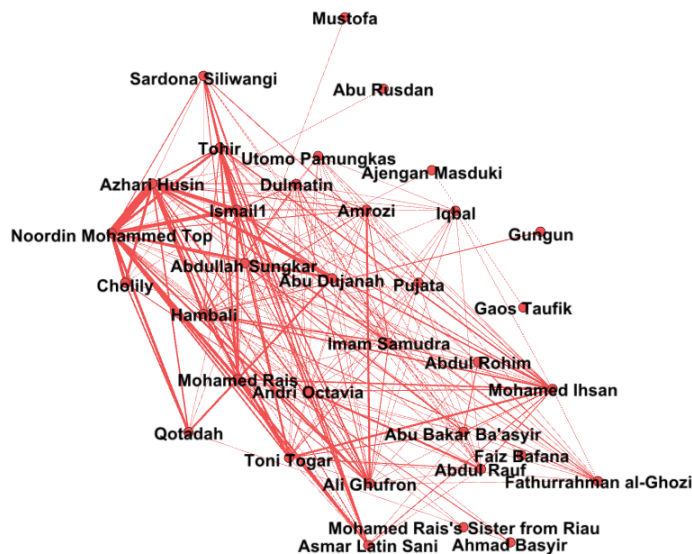 Mustofa
Sardona Siliwangi
Abu Rusdan
Tohir
Utomo Pamungkas
Ajengan Masduki
Azhari Husin
Dulmatin
Ismail1
Amrozi
Iqbal
Noordin Mohammed Top
Gungun
Abdullah Sungkar
Abu Dujanah
Pujata
Cholily
Gaos Taufik
Hambali
Imam Samudra
Abdul Rohim
Mohamed Rais
Andri Octavia
Mohamed Ihsan
Qotadah
Abu Bakar Ba'asyir
Toni Togar
Faiz Bafana
Abdul Rauf
Ali Ghufron
Fathurrahman al-Ghozi
Mohamed Rais's Sister from Riau
Asmar Latin Sani
Ahmad Basyir